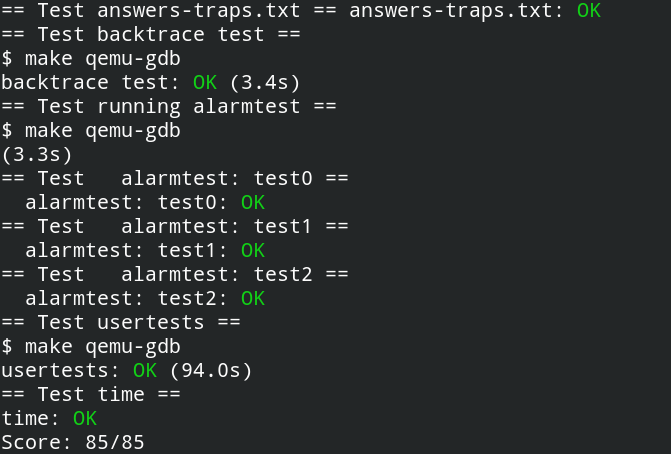 == Test answers-traps.txt == answers-traps.txt: OK
== Test backtrace test ==
$ make qemu-gdb
backtrace test: OK (3.4s)
== Test running alarmtest ==
$ make qemu-gdb
(3.3s)
== Test   alarmtest: test0 ==
  alarmtest: test0: OK
== Test   alarmtest: test1 ==
  alarmtest: test1: OK
== Test   alarmtest: test2 ==
  alarmtest: test2: OK
== Test usertests ==
$ make qemu-gdb
usertests: OK (94.0s)
== Test time ==
time: OK
Score: 85/85